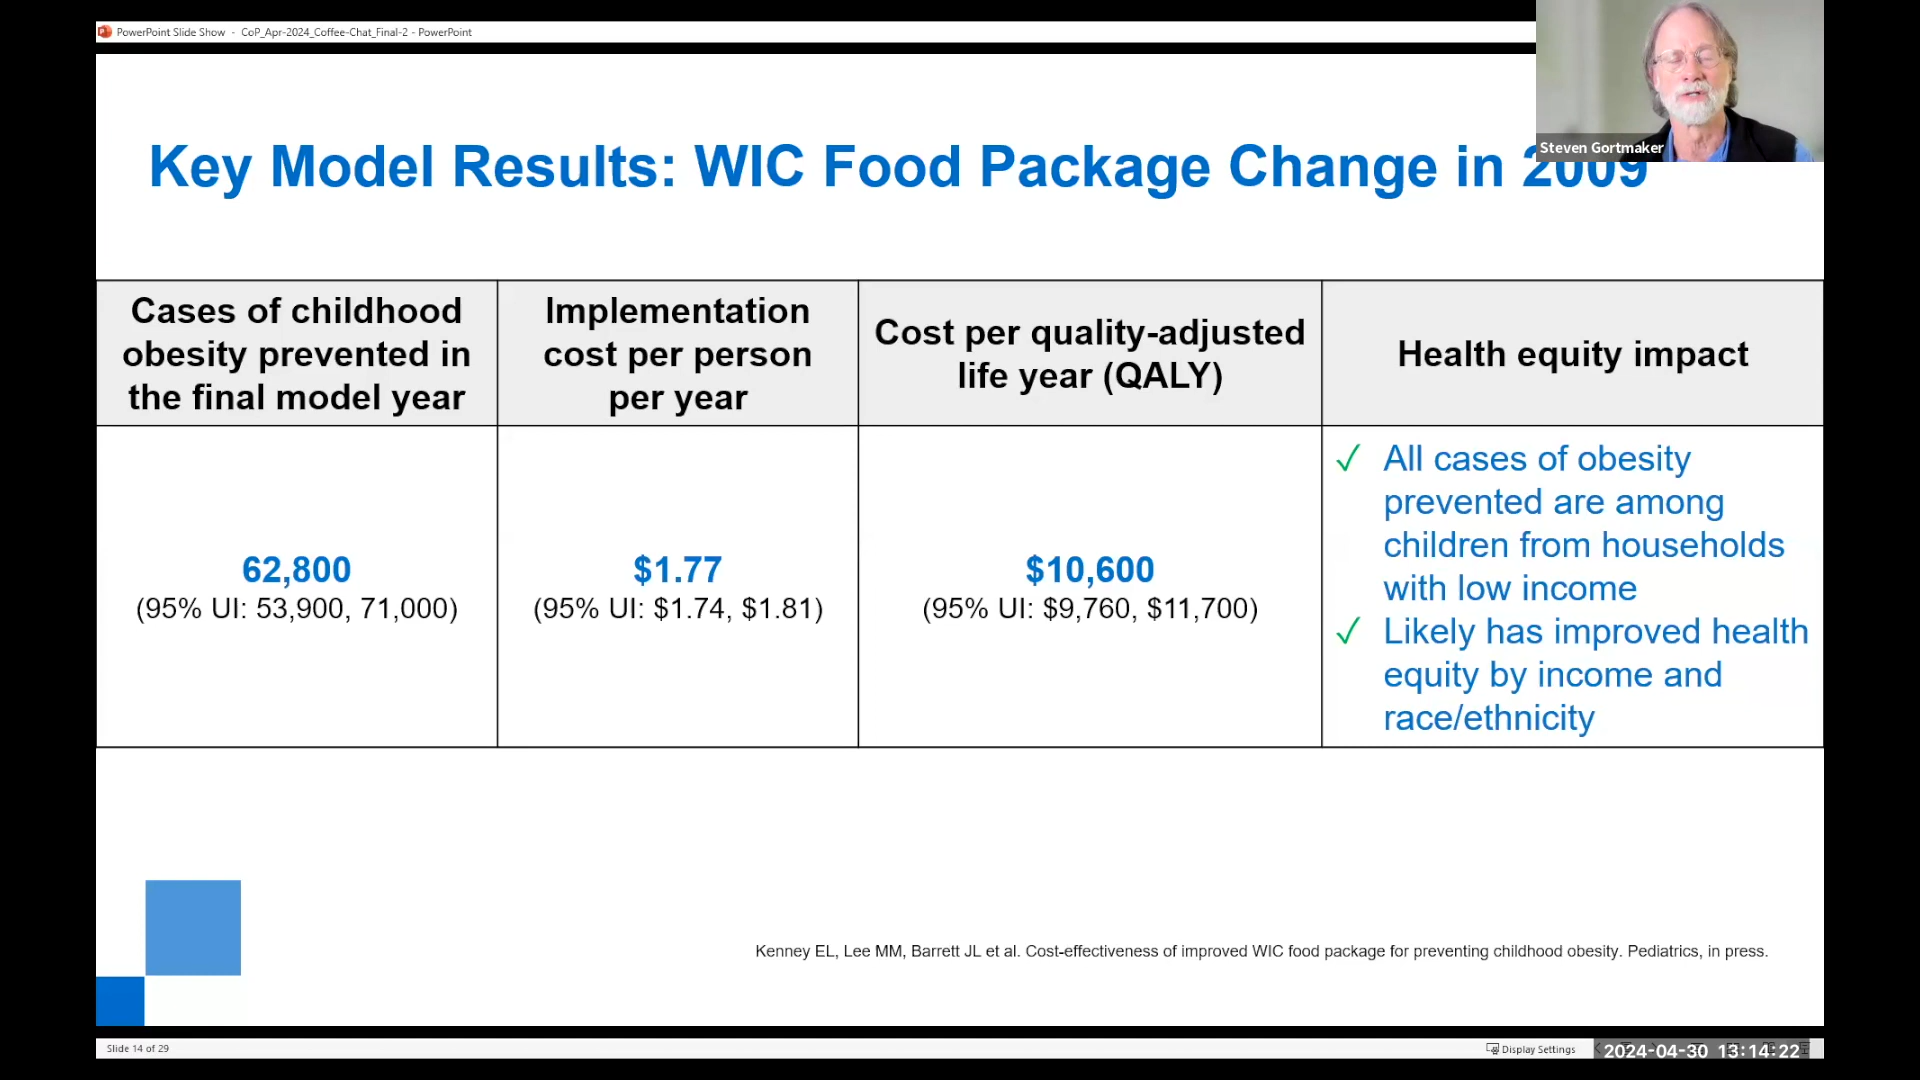 PowerPoint Slide Show - CoP_Apr-2024_Coffee-Chat_Final-2 - PowerPoint
Steven Gortmaker
Key Model Results: WIC Food Package Change in 2009
Cases of childhood
obesity prevented in
the final model year
Implementation
cost per person
per year
Cost per quality-adjusted
life year (QALY)
Health equity impact
62,800
(95% UI: 53,900, 71,000)
$1.77
(95% UI: $1.74, $1.81)
$10,600
(95% UI: $9,760, $11,700)
✓ All cases of obesity
prevented are among
children from households
with low income
✓ Likely has improved health
equity by income and
race/ethnicity
Kenney EL, Lee MM, Barrett JL et al. Cost-effectiveness of improved WIC food package for preventing childhood obesity. Pediatrics, in press.
Slide 14 of 29
Display Settings
2024-04-30 13:14:22